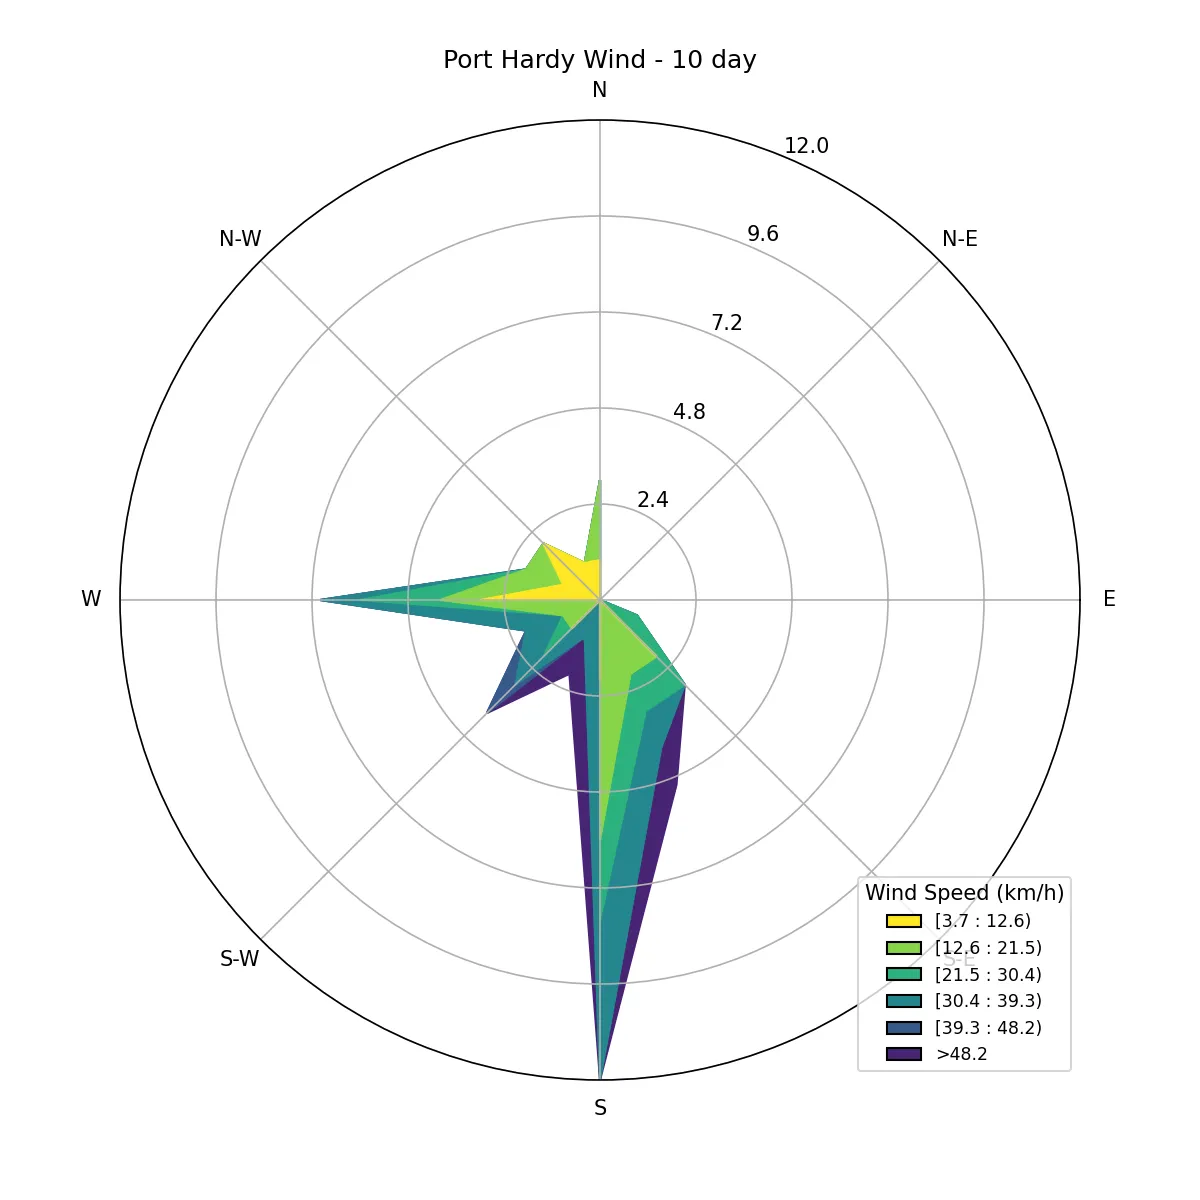 Port Hardy Wind - 10 day
N
12.0
N-W
9.6
N-E
7.2
4.8
2.4
W
E
S-W
S-E
Wind Speed (km/h)
[3.7 : 12.6)
[12.6 : 21.5)
[21.5 : 30.4)
[30.4 : 39.3)
[39.3 : 48.2)
>48.2
S